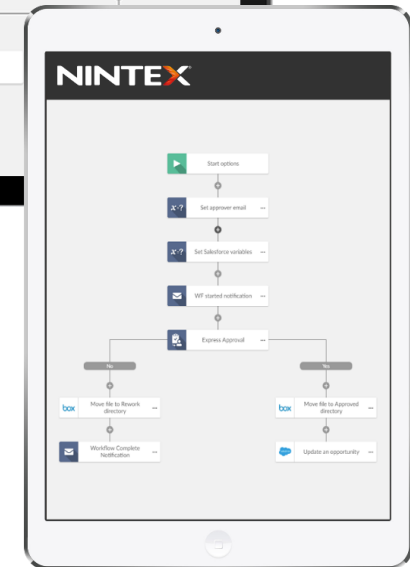 NINTEX
Start options
Set approver email
Set Salesforce variables
WF started notification
Express Approval
No
Yes
box
Move file to Rework
directory
box
Move file to Approved
directory
Workflow Complete
Notification
Update an opportunity